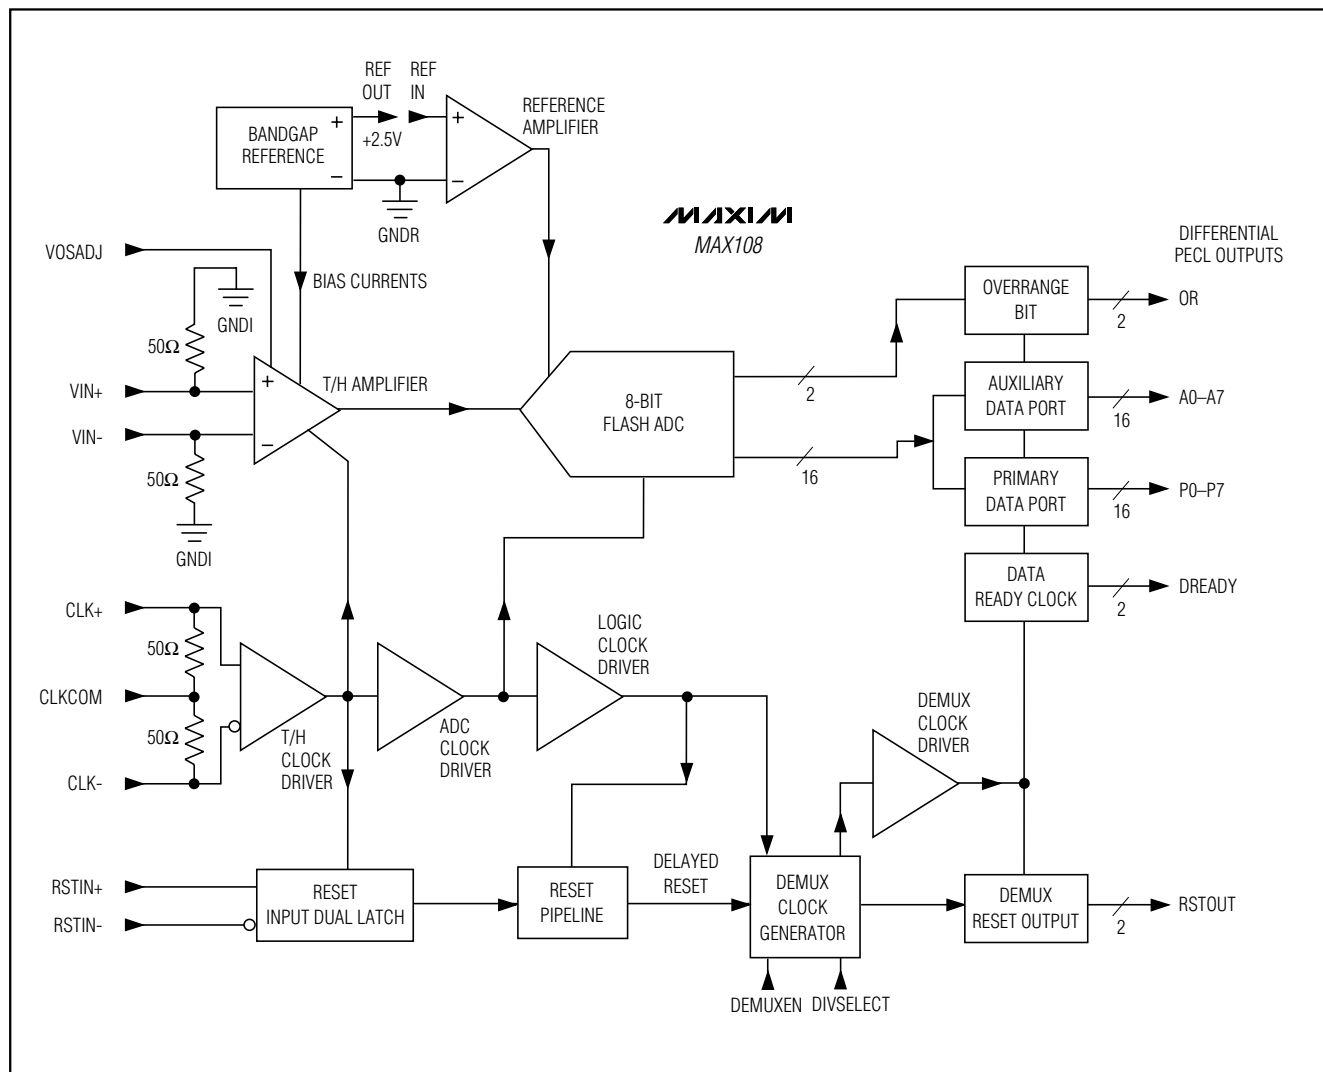 REF
OUT
REF
IN
REFERENCE
AMPLIFIER
BANDGAP
REFERENCE
+
−
+2.5V
+
−
GNDR
MAXIM
MAX108
DIFFERENTIAL
PECL OUTPUTS
VOSADJ
BIAS CURRENTS
GNDI
50Ω
VIN+
+
−
T/H AMPLIFIER
VIN-
50Ω
GNDI
8-BIT
FLASH ADC
2
16
OVERRANGE
BIT
2
OR
AUXILIARY
DATA PORT
16
A0–A7
PRIMARY
DATA PORT
16
P0–P7
DATA
READY CLOCK
2
DREADY
CLK+
50Ω
CLKCOM
50Ω
CLK-
T/H
CLOCK
DRIVER
ADC
CLOCK
DRIVER
LOGIC
CLOCK
DRIVER
DEMUX
CLOCK
DRIVER
RSTIN+
RSTIN-
RESET
INPUT DUAL LATCH
RESET
PIPELINE
DELAYED
RESET
DEMUX
CLOCK
GENERATOR
DEMUX
RESET OUTPUT
2
RSTOUT
DEMUXEN
DIVSELECT